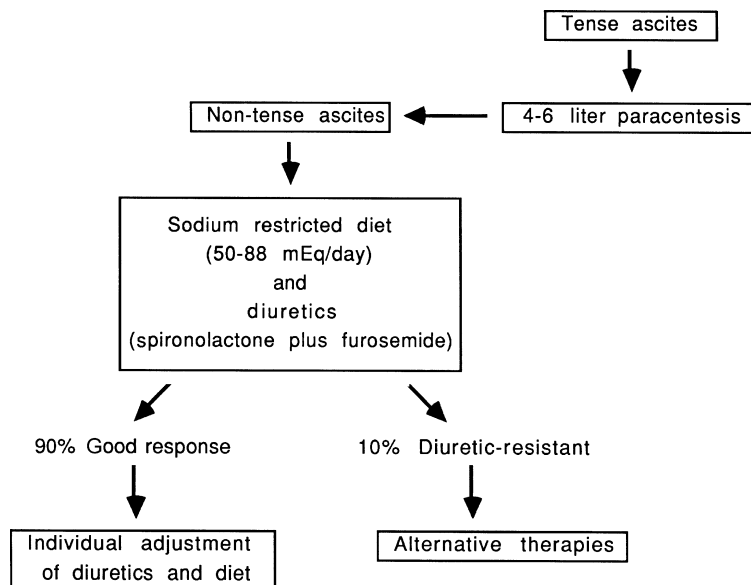 Tense ascites
4-6 liter paracentesis
Non-tense ascites
Sodium restricted diet
(50-88 mEq/day)
and
diuretics
(spironolactone plus furosemide)
90% Good response
10% Diuretic-resistant
Individual adjustment
of diuretics and diet
Alternative therapies